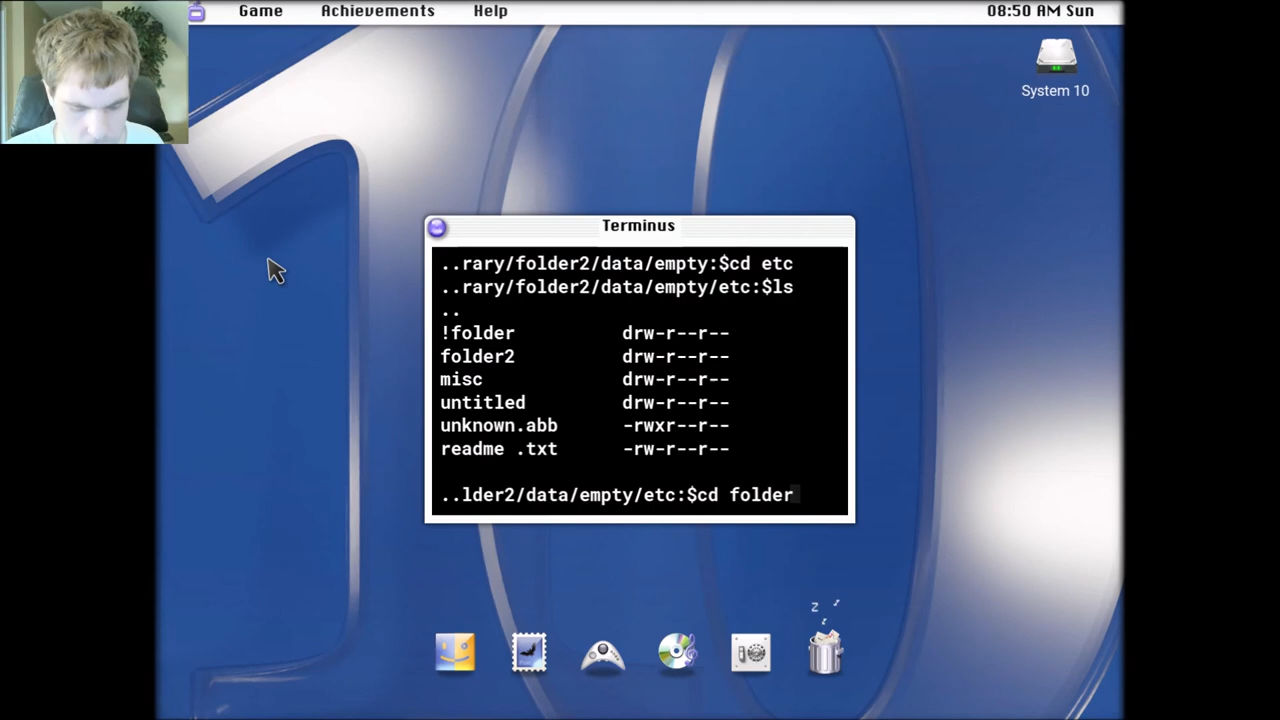 Game Achievements Help 08:50 AM Sun
System 10
Terminus
..rary/folder2/data/empty:$cd etc
..rary/folder2/data/empty/etc:$ls
..
!folder drw-r--r--
folder2 drw-r--r--
misc drw-r--r--
untitled drw-r--r--
unknown.abb -rwxr--r--
readme .txt -rw-r--r--
..lder2/data/empty/etc:$cd folder
z z
z